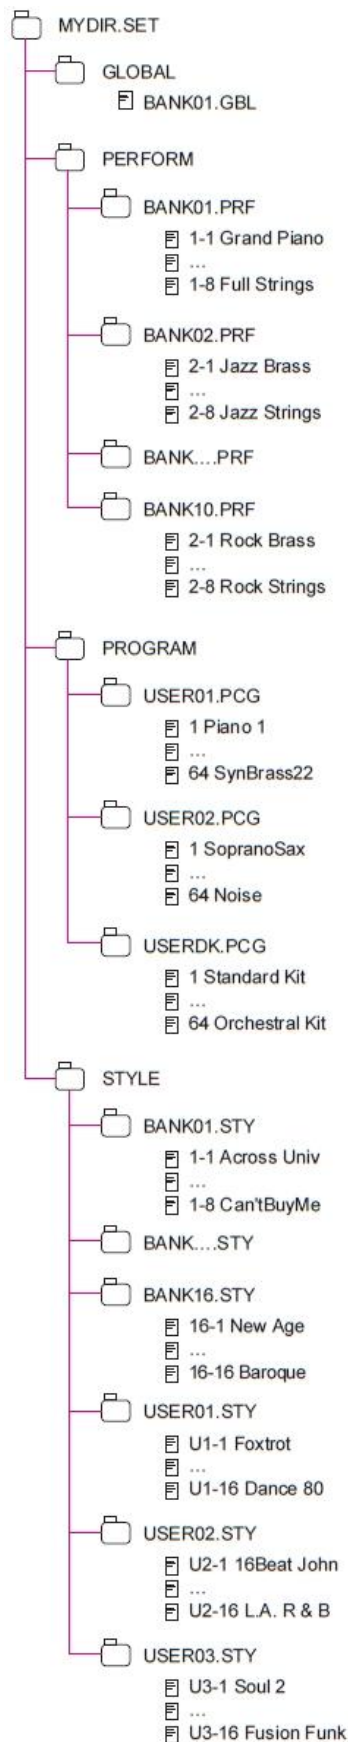 MYDIR.SET
GLOBAL
BANK01.GBL
PERFORM
BANK01.PRF
1-1 Grand Piano
...
1-8 Full Strings
BANK02.PRF
2-1 Jazz Brass
...
2-8 Jazz Strings
BANK....PRF
BANK10.PRF
2-1 Rock Brass
...
2-8 Rock Strings
PROGRAM
USER01.PCG
1 Piano 1
...
64 SynBrass22
USER02.PCG
1 SopranoSax
...
64 Noise
USERDK.PCG
1 Standard Kit
...
64 Orchestral Kit
STYLE
BANK01.STY
1-1 Across Univ
...
1-8 Can'tBuyMe
BANK....STY
BANK16.STY
16-1 New Age
...
16-16 Baroque
USER01.STY
U1-1 Foxtrot
...
U1-16 Dance 80
USER02.STY
U2-1 16Beat John
...
U2-16 L.A. R & B
USER03.STY
U3-1 Soul 2
...
U3-16 Fusion Funk